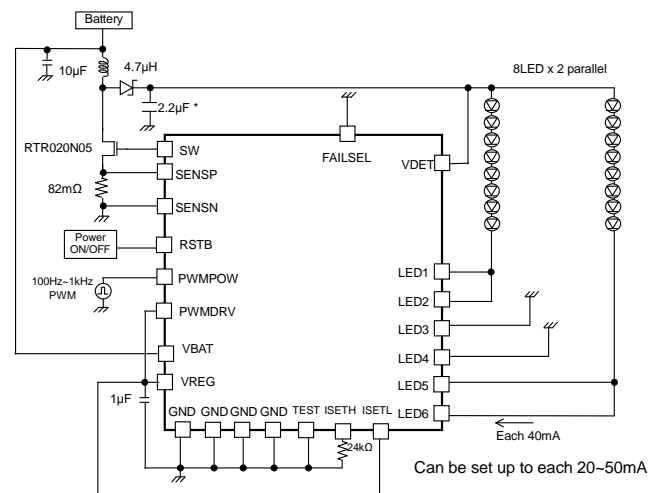 Battery
10µF
4.7µH
8LED x 2 parallel
2.2µF *
RTR020N05
82mΩ
SW
SENSP
SENSN
FAILSEL
VDET
Power
ON/OFF
RSTB
100Hz~1kHz
PWM
PWMPOW
PWMDRV
VBAT
VREG
1µF
LED1
LED2
LED3
LED4
LED5
LED6
GND GND GND GND TEST ISETH ISETL
24kΩ
Each 40mA
Can be set up to each 20~50mA